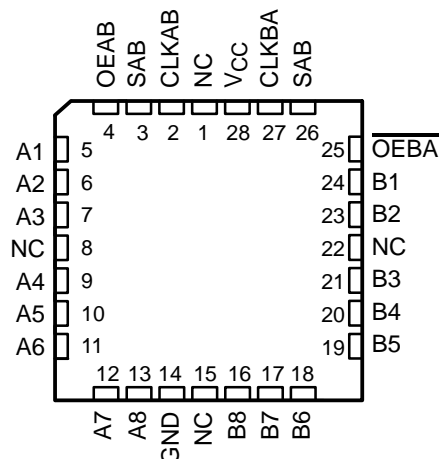 OEAB
SAB
CLKAB
NC
VCC
CLKBA
SAB
4 3 2 1 28 27 26
A1 5 25 OEBA
A2 6 24 B1
A3 7 23 B2
NC 8 22 NC
A4 9 21 B3
A5 10 20 B4
A6 11 19 B5
12 13 14 15 16 17 18
A7
A8
GND
NC
B8
B7
B6